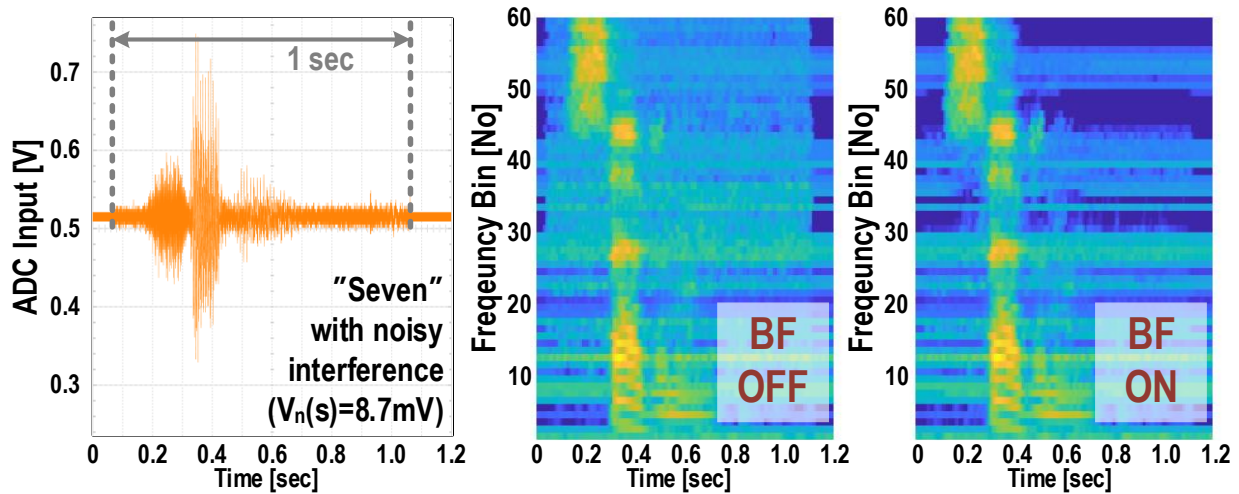 ADC Input [V]
0.7
0.6
0.5
0.4
0.3
1 sec
"Seven"
with noisy
interference
(Vn(s)=8.7mV)
0 0.2 0.4 0.6 0.8 1.0 1.2
Time [sec]
Freqeuncy Bin [No]
60
50
40
30
20
10
BF
OFF
0 0.2 0.4 0.6 0.8 1.0 1.2
Time [sec]
Freqeuncy Bin [No]
60
50
40
30
20
10
BF
ON
0 0.2 0.4 0.6 0.8 1.0 1.2
Time [sec]